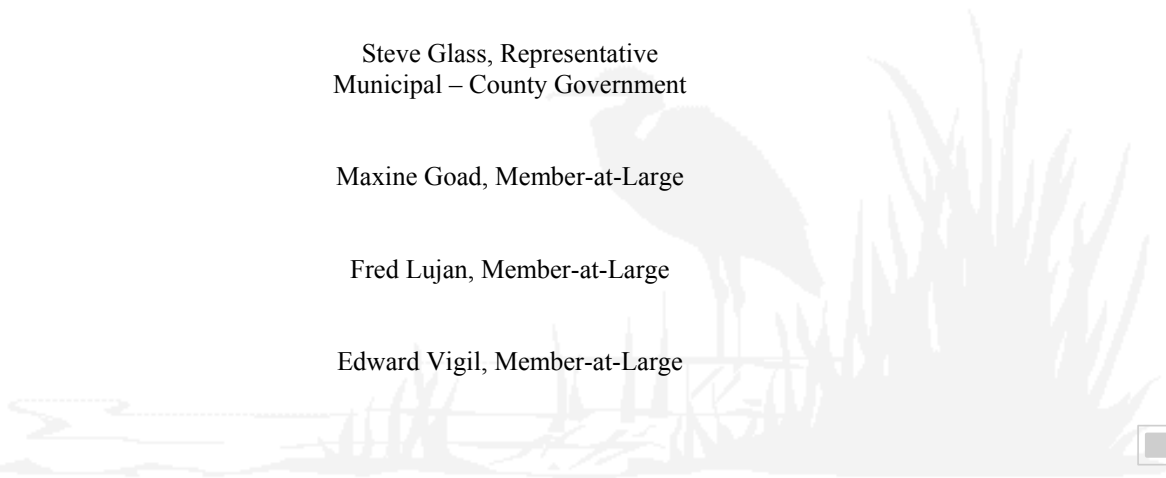 Steve Glass, Representative
Municipal – County Government
Maxine Goad, Member-at-Large
Fred Lujan, Member-at-Large
Edward Vigil, Member-at-Large